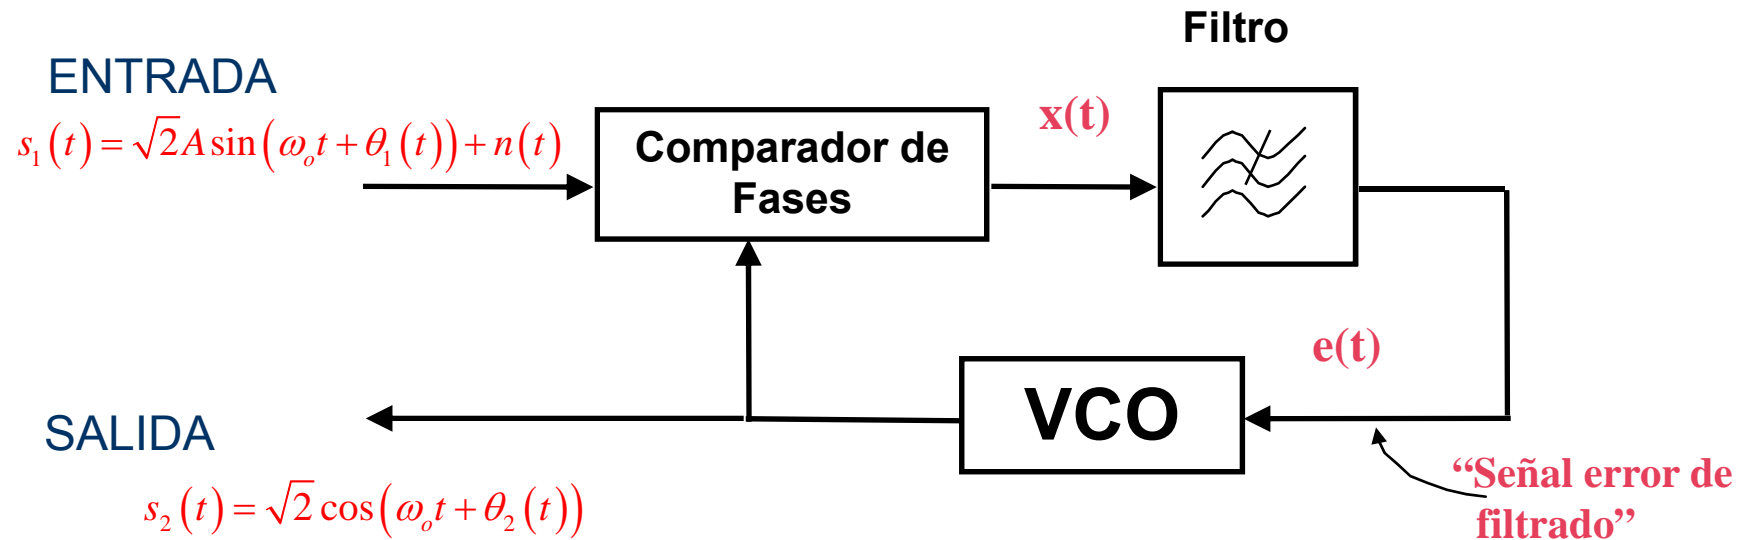 Filtro
ENTRADA
s₁(t) = √2 A sin(ω₀t + θ₁(t)) + n(t)
Comparador de
Fases
x(t)
e(t)
VCO
SALIDA
s₂(t) = √2 cos(ω₀t + θ₂(t))
“Señal error de
filtrado”